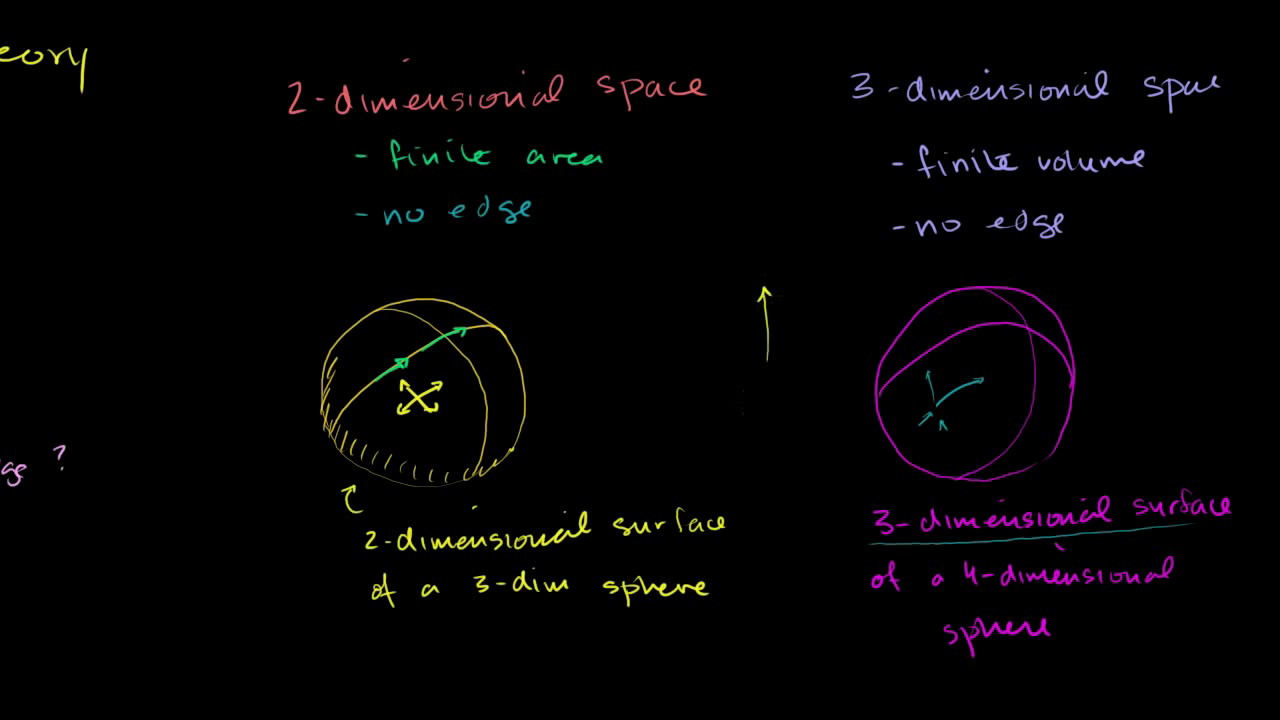 eory
2-dimensional space
- finite area
- no edge
ge ?
2-dimensional surface
of a 3-dim sphere
3-dimensional space
- finite volume
- no edge
3-dimensional surface
of a 4-dimensional
sphere